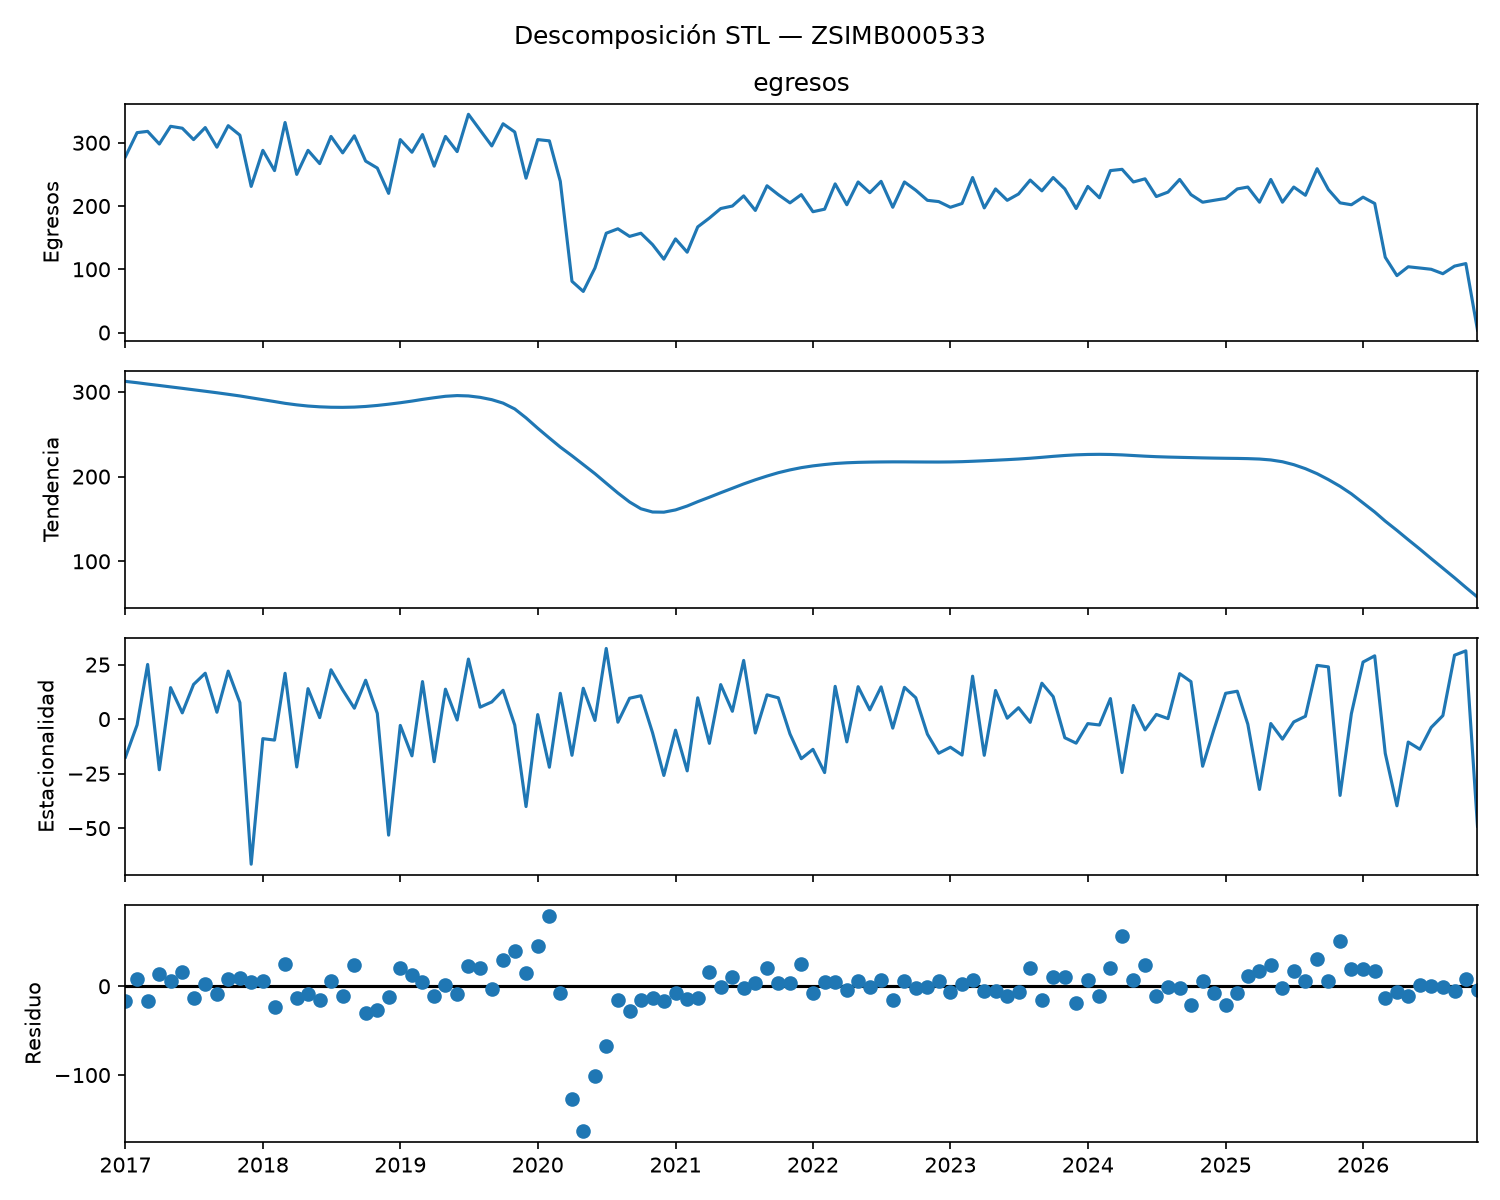 Descomposición STL — ZSIMB000533
egresos
Egresos
300
200
100
0
Tendencia
300
200
100
Estacionalidad
25
0
−25
−50
Residuo
0
−100
2017 2018 2019 2020 2021 2022 2023 2024 2025 2026